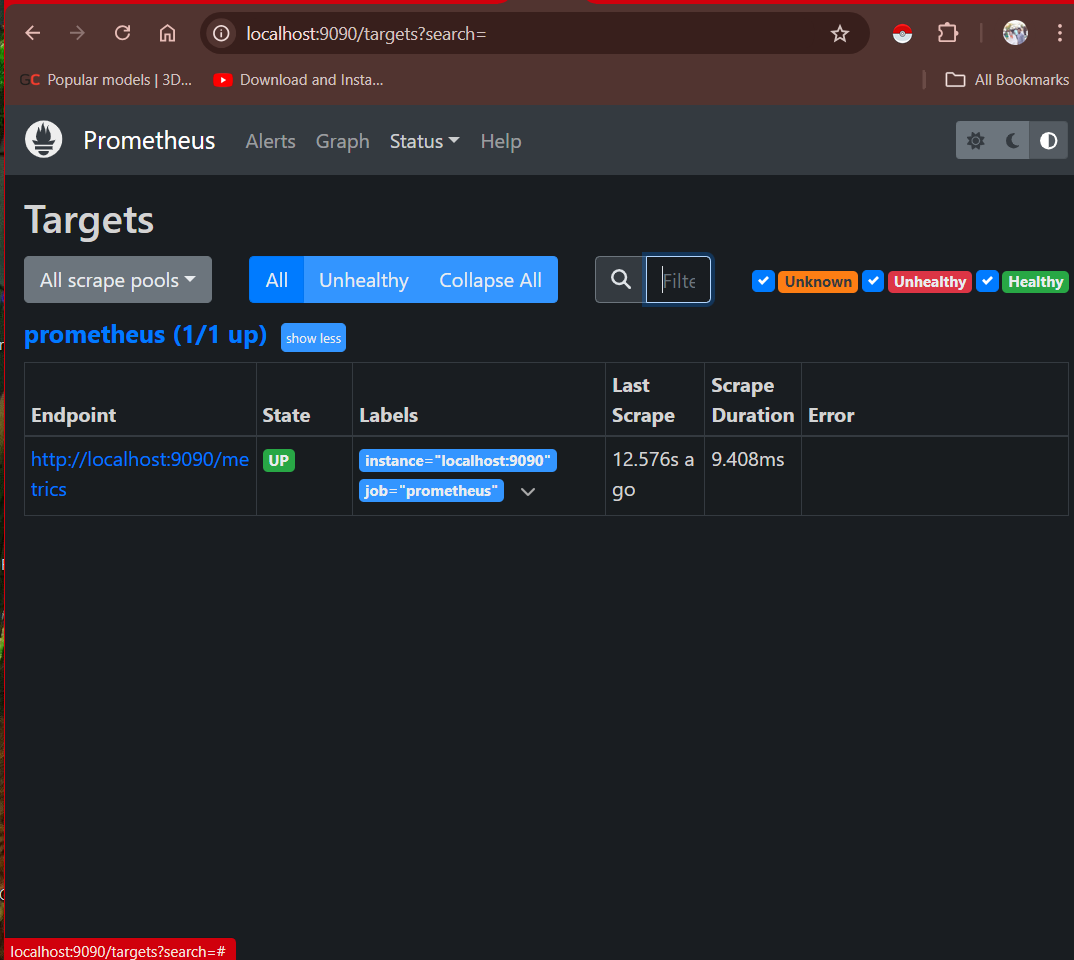 localhost:9090/targets?search=
GC Popular models | 3D... Download and Insta... All Bookmarks
Prometheus Alerts Graph Status Help
Targets
All scrape pools All Unhealthy Collapse All Filte Unknown Unhealthy Healthy
prometheus (1/1 up) show less
Endpoint State Labels Last Scrape Scrape Duration Error
http://localhost:9090/me UP instance="localhost:9090" 12.576s a 9.408ms
trics job="prometheus" go
localhost:9090/targets?search=#